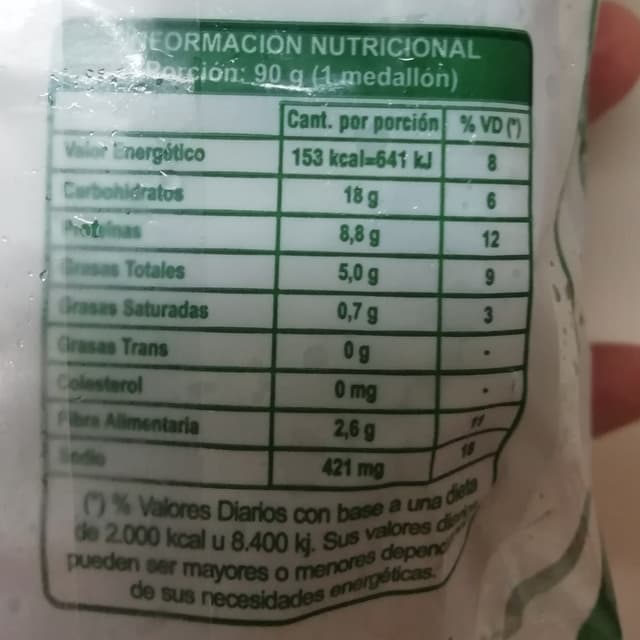 INFORMACIÓN NUTRICIONAL
Porción: 90 g (1 medallón)
Cant. por porción % VD (*)
Valor Energético 153 kcal=641 kJ 8
Carbohidratos 18 g 6
Proteínas 8,8 g 12
Grasas Totales 5,0 g 9
Grasas Saturadas 0,7 g 3
Grasas Trans 0 g -
Colesterol 0 mg -
Fibra Alimentaria 2,6 g 11
Sodio 421 mg 18
(*) % Valores Diarios con base a una dieta
de 2.000 kcal u 8.400 kj. Sus valores
pueden ser mayores o menores
de sus necesidades energéticas.